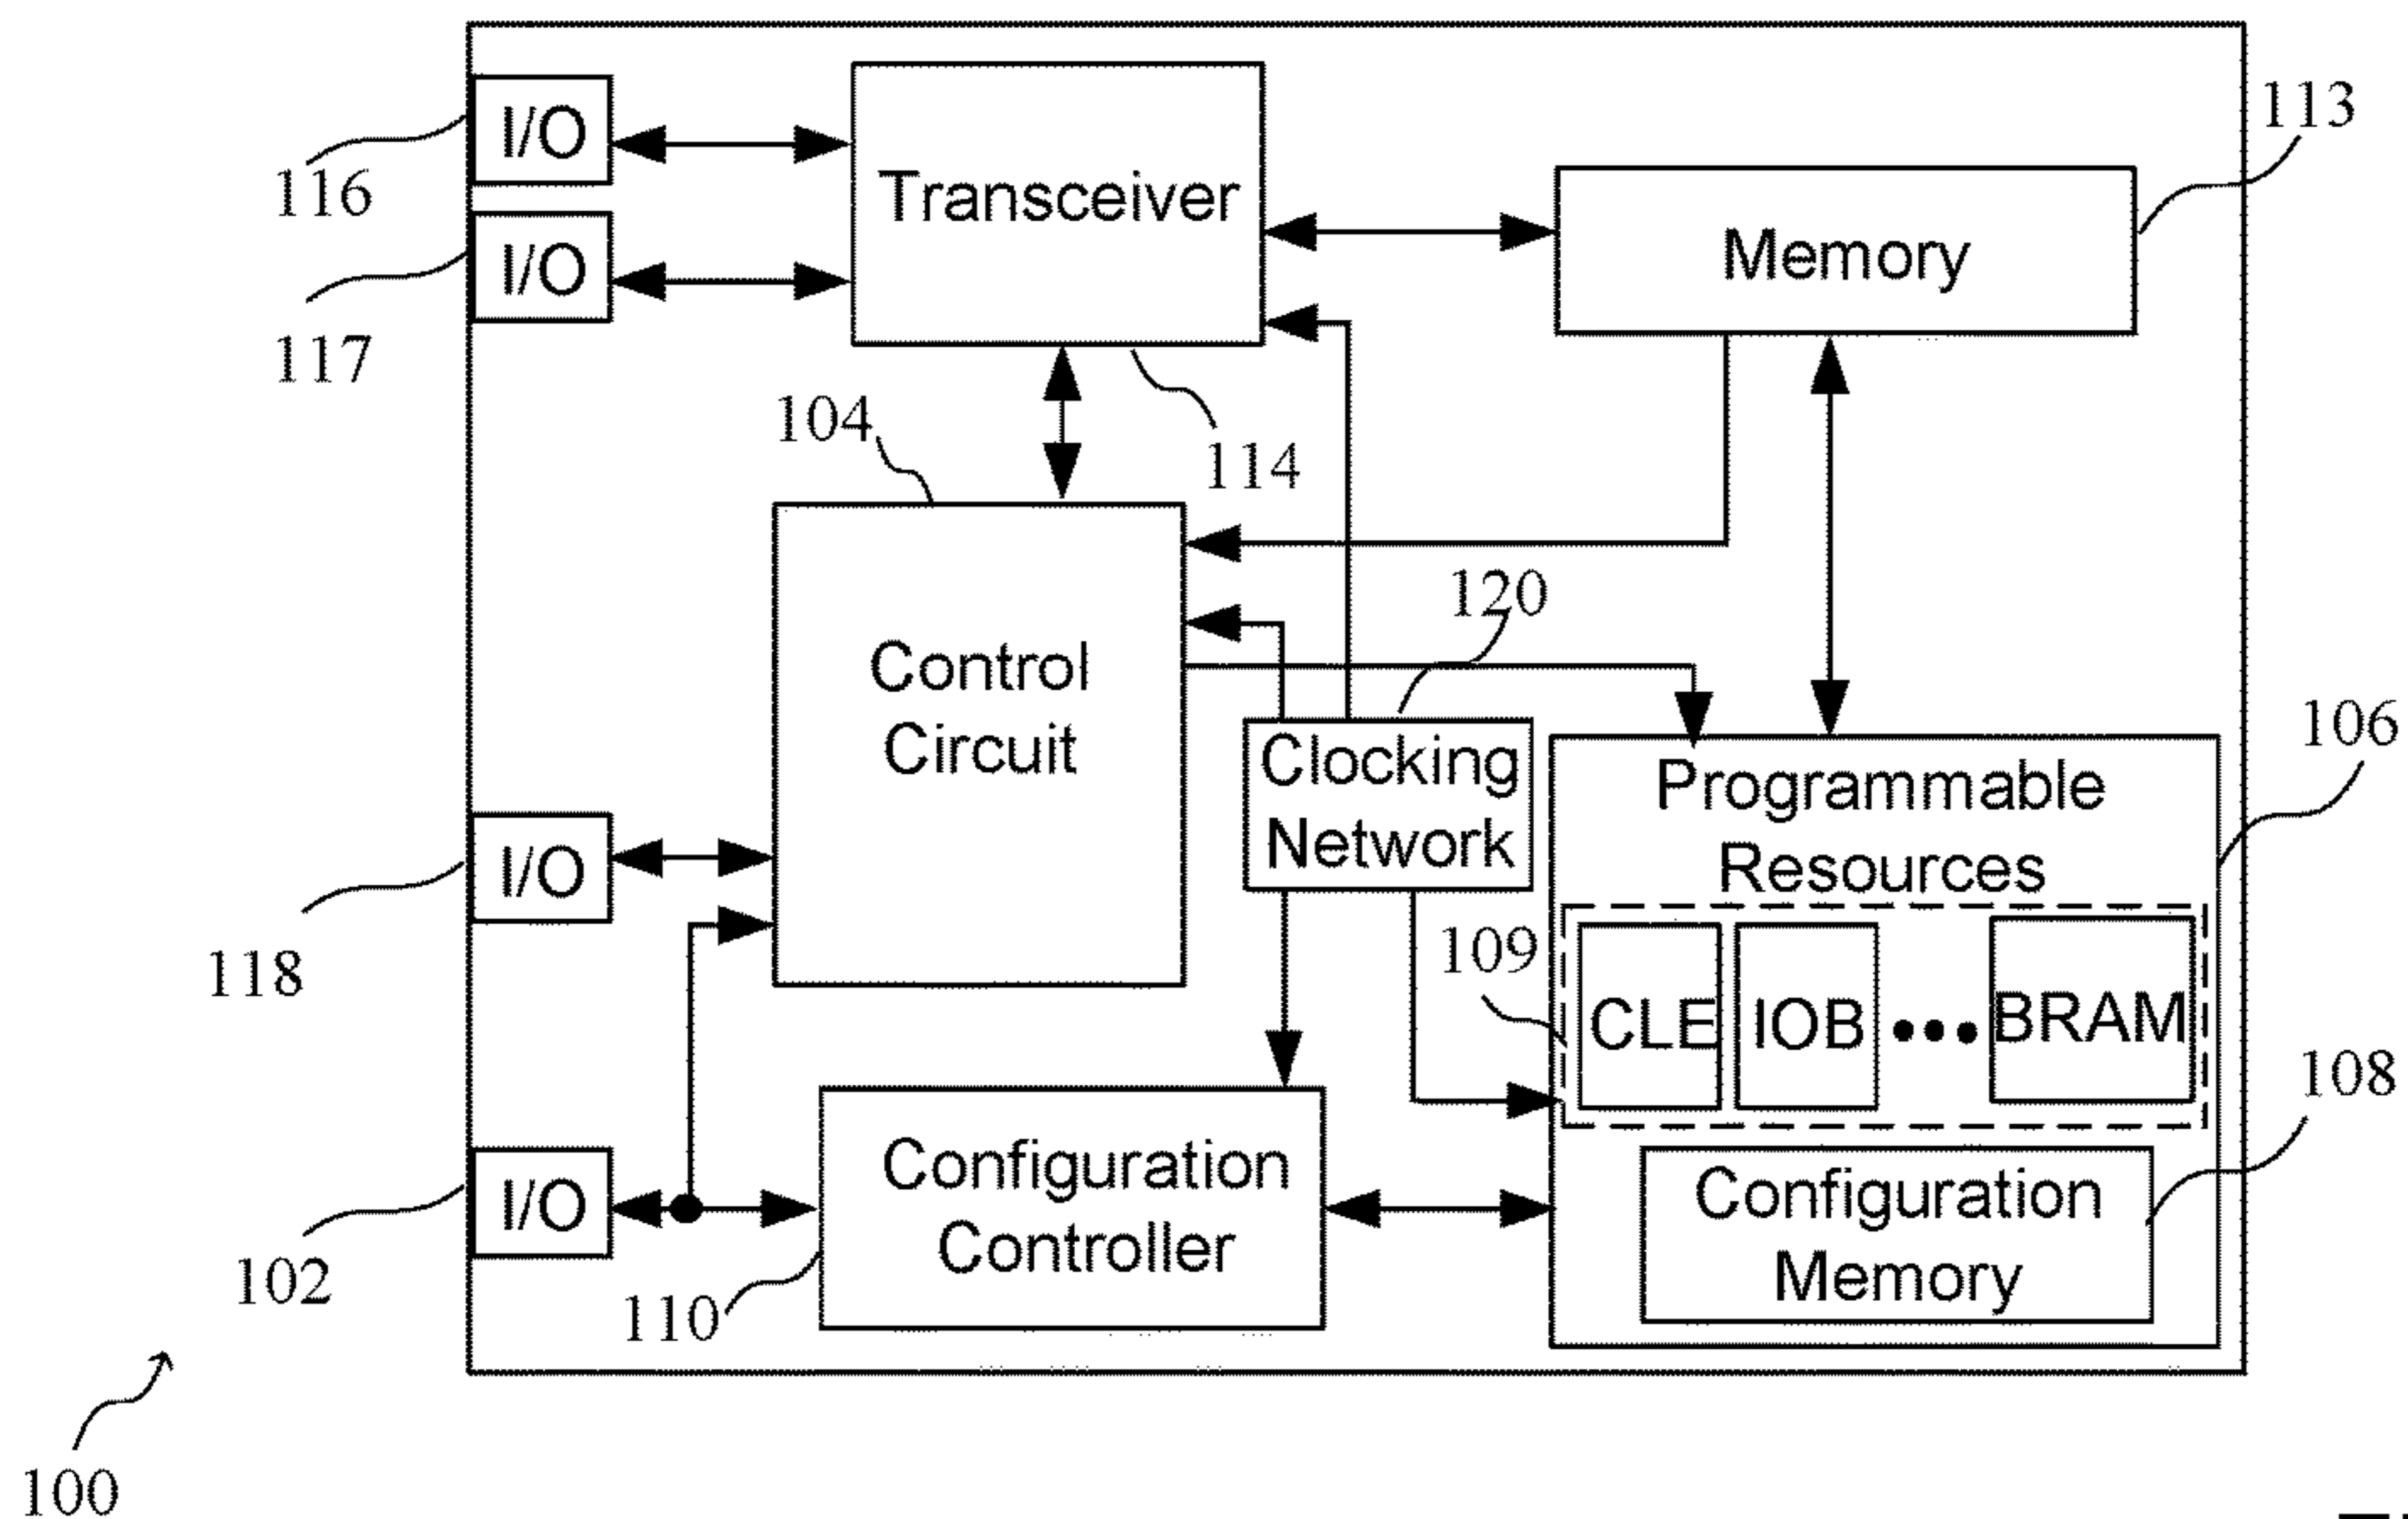 I/O
116
Transceiver
113
Memory
I/O
117
104
114
120
Control
Circuit
Clocking
Network
106
Programmable
Resources
I/O
118
109
CLE
IOB
•••
BRAM
108
I/O
102
Configuration
Controller
110
Configuration
Memory
100